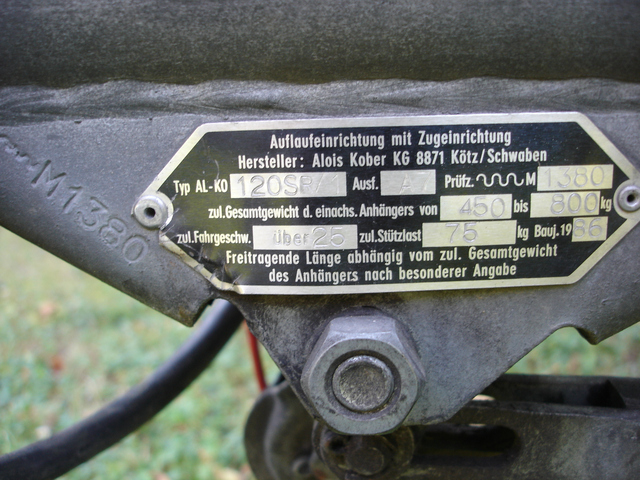 Auflaufeinrichtung mit Zugeinrichtung
Hersteller: Alois Kober KG 8871 Kötz/Schwaben
Typ AL-KO 120SR/ Ausf. A Prüfz. M 1380
zul.Gesamtgewicht d. einachs. Anhängers von 450 bis 800 kg
zul.Fahrgeschw. über 25 zul.Stützlast 75 kg Bauj. 1966
Freitragende Länge abhängig vom zul. Gesamtgewicht
des Anhängers nach besonderer Angabe
M1380